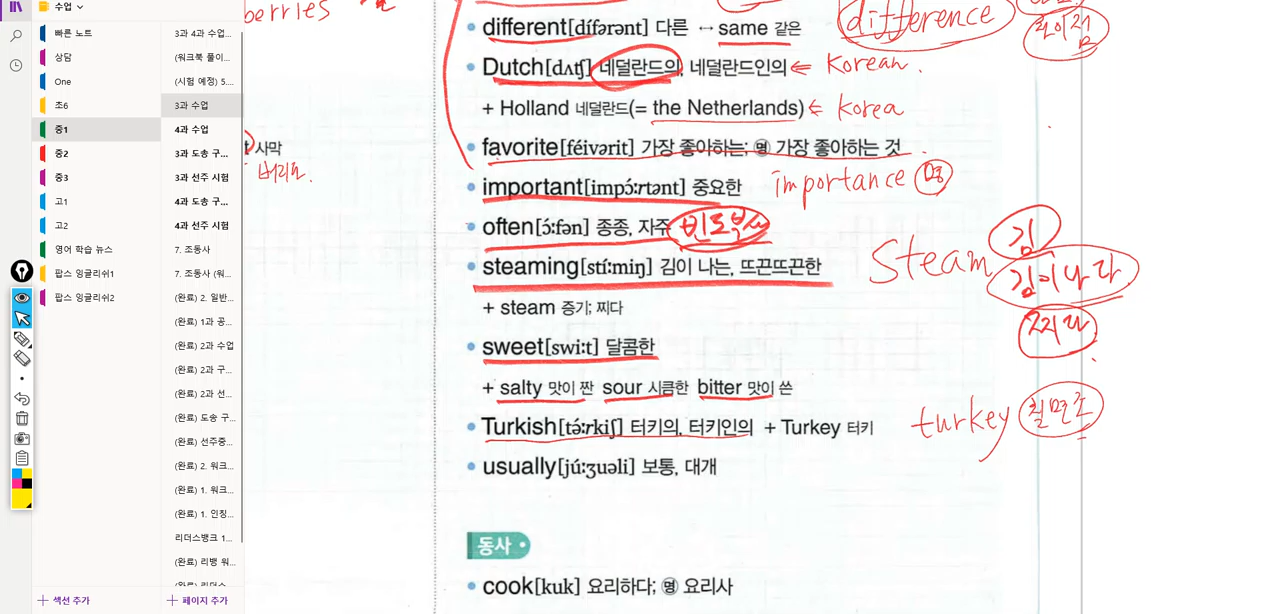 수업
빠른 노트
상담
One
초6
중1
중2
중3
고1
고2
영어 학습 뉴스
팝스 잉글리쉬1
팝스 잉글리쉬2
섹션 추가
3과 4과 수업...
(워크북 풀이...
(시험 예정) 5....
3과 수업
4과 수업
3과 도송 구...
3과 선주 시험
4과 도송 구...
4과 선주 시험
7. 조동사
7. 조동사 (워...
(완료) 2. 일반...
(완료) 1과 공...
(완료) 2과 수업
(완료) 2과 구...
(완료) 2과 선...
(완료) 도송 구...
(완료) 선주중...
(완료) 2. 워크...
(완료) 1. 워크...
(완료) 1. 인칭...
리더스뱅크 1...
(완료) 리뱅 워...
(완료) 리더스
페이지 추가
berries
t 사막
버리다.
different[dífərənt] 다른 ↔ same 같은
difference
차이점
Dutch[dʌtʃ] 네덜란드의, 네덜란드인의 ⇐ Korean.
+ Holland 네덜란드(= the Netherlands) ⇐ Korea
favorite[féivərit] 가장 좋아하는; 명 가장 좋아하는 것
important[impɔ́ːrtənt] 중요한 importance 명
often[ɔ́ːfən] 종종, 자주 빈도부사
steaming[stíːmiŋ] 김이 나는, 뜨끈뜨끈한
steam 김
김이나다
찌다
+ steam 증기; 찌다
sweet[swiːt] 달콤한
+ salty 맛이 짠 sour 시큼한 bitter 맛이 쓴
Turkish[tə́ːrkiʃ] 터키의, 터키인의 + Turkey 터키
turkey 칠면조
usually[júːʒuəli] 보통, 대개
동사
cook[kuk] 요리하다; 명 요리사